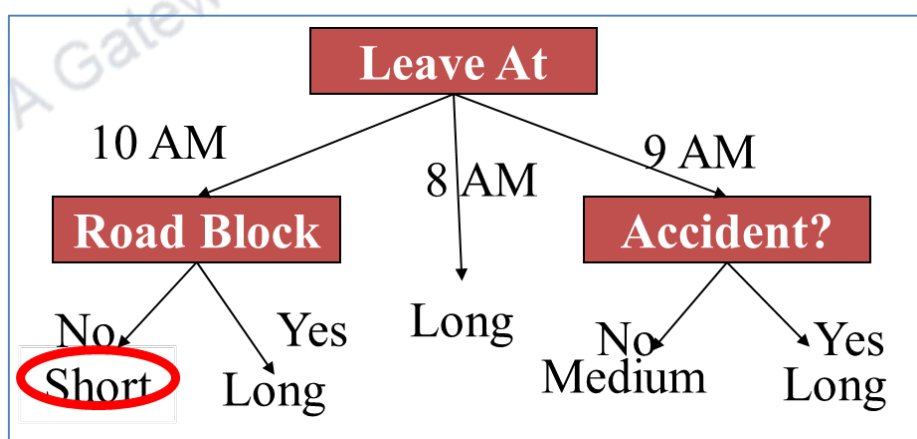 A Gatew
Leave At
10 AM
8 AM
9 AM
Road Block
Accident?
No
Yes
Short
Long
Long
No
Yes
Medium
Long